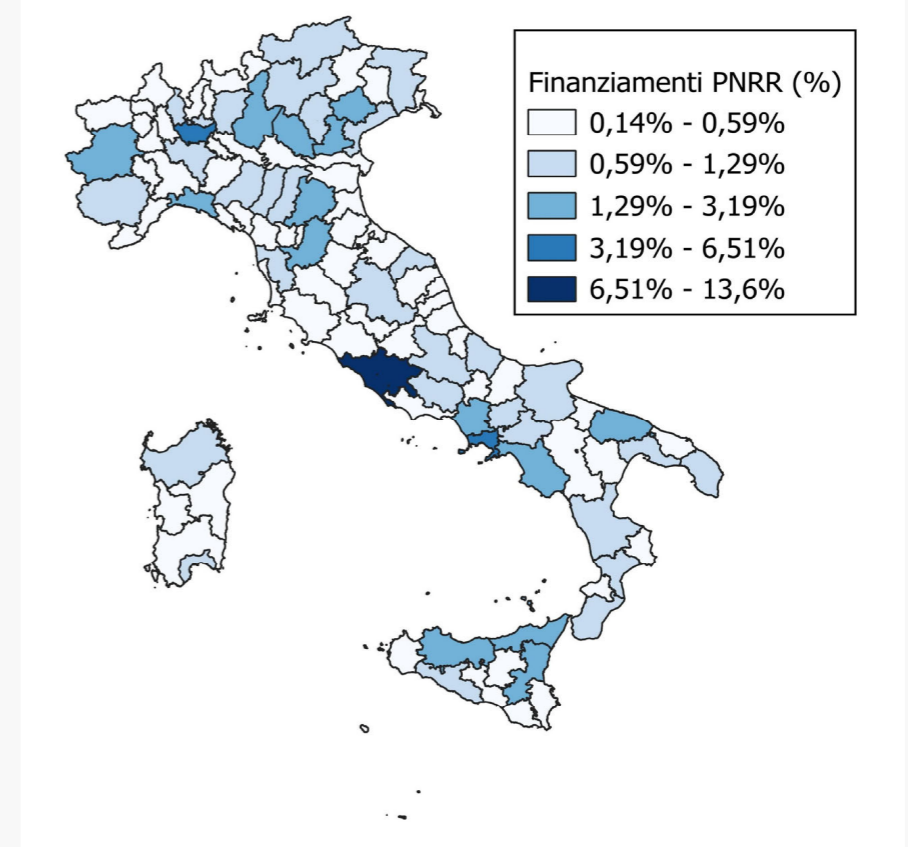 Finanziamenti PNRR (%)
0,14% - 0,59%
0,59% - 1,29%
1,29% - 3,19%
3,19% - 6,51%
6,51% - 13,6%